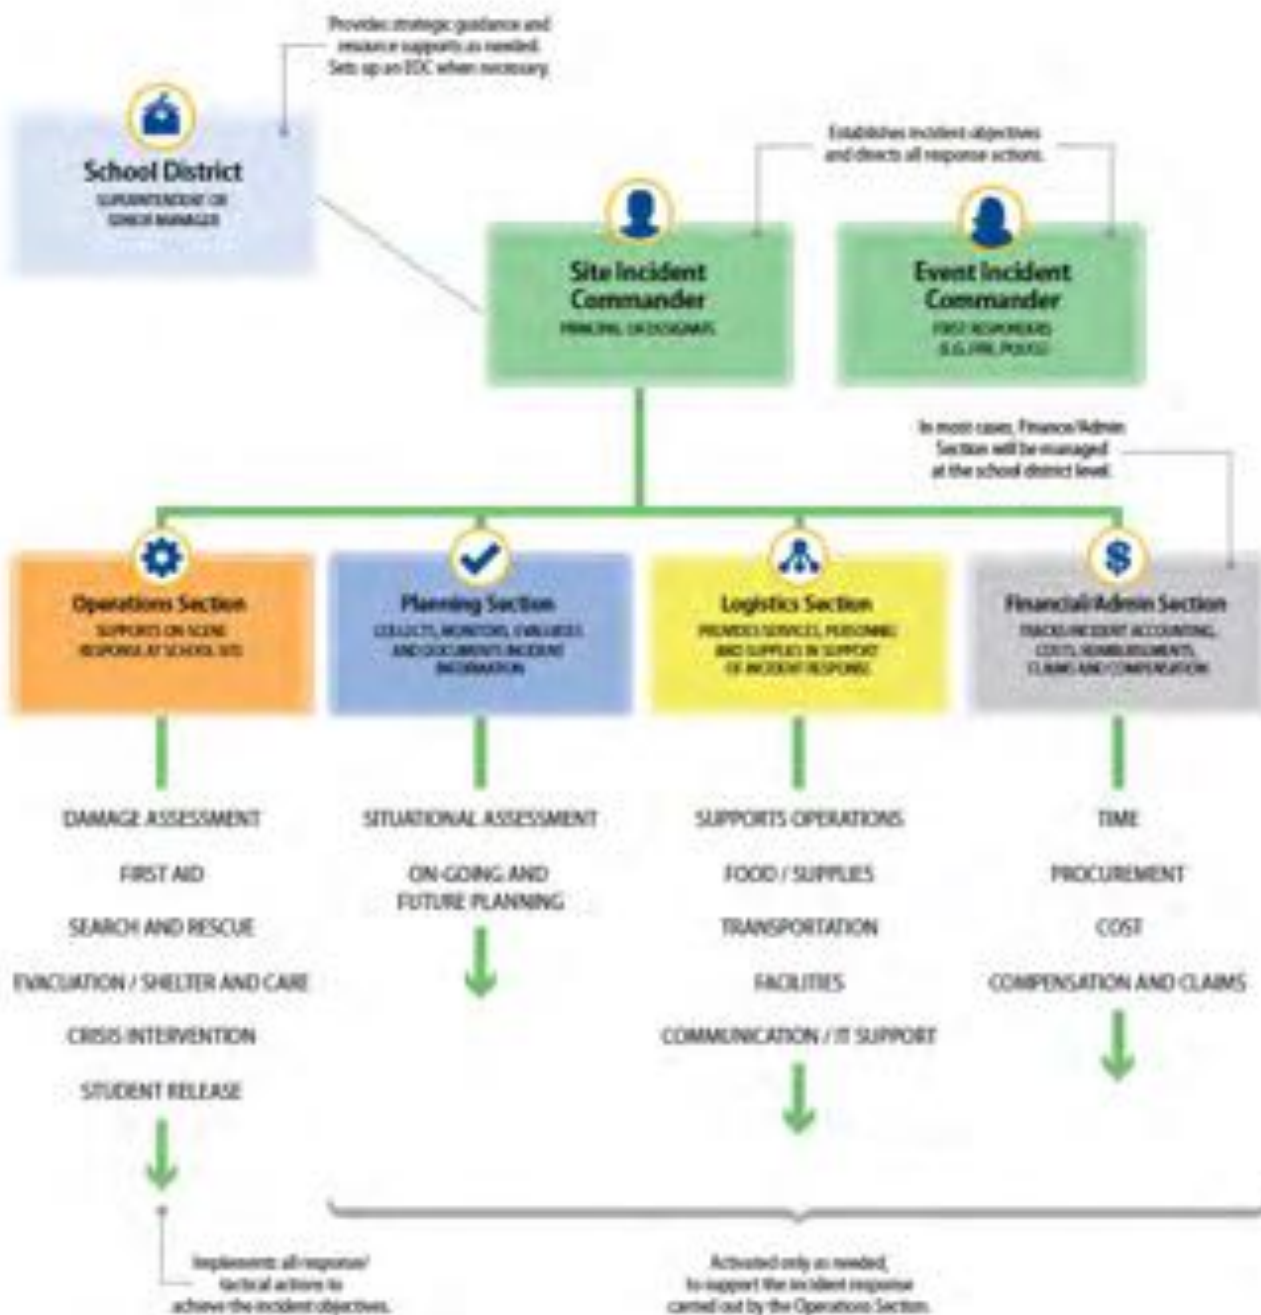 Provides strategic guidance and
resource supports as needed.
Sets up an EOC when necessary.
School District
SUPERINTENDENT OR
SENIOR MANAGER
Establishes incident objectives
and directs all response actions.
Site Incident
Commander
PRINCIPAL OR DESIGNATE
Event Incident
Commander
FIRST RESPONDERS
(E.G. FIRE, POLICE)
In most cases, Finance/Admin
Section will be managed
at the school district level.
Operations Section
SUPPORTS ON SCENE
RESPONSE AT SCHOOL SITE
Planning Section
COLLECTS, MONITORS, EVALUATES
AND DOCUMENTS INCIDENT
INFORMATION
Logistics Section
PROVIDES SERVICES, PERSONNEL
AND SUPPLIES IN SUPPORT
OF INCIDENT RESPONSE
Financial/Admin Section
TRACKS INCIDENT ACCOUNTING,
COSTS, REIMBURSEMENTS,
CLAIMS AND COMPENSATION
DAMAGE ASSESSMENT
FIRST AID
SEARCH AND RESCUE
EVACUATION / SHELTER AND CARE
CRISIS INTERVENTION
STUDENT RELEASE
SITUATIONAL ASSESSMENT
ON-GOING AND
FUTURE PLANNING
SUPPORTS OPERATIONS
FOOD / SUPPLIES
TRANSPORTATION
FACILITIES
COMMUNICATION / IT SUPPORT
TIME
PROCUREMENT
COST
COMPENSATION AND CLAIMS
Implements all response/
tactical actions to
achieve the incident objectives.
Activated only as needed,
to support the incident response
carried out by the Operations Section.